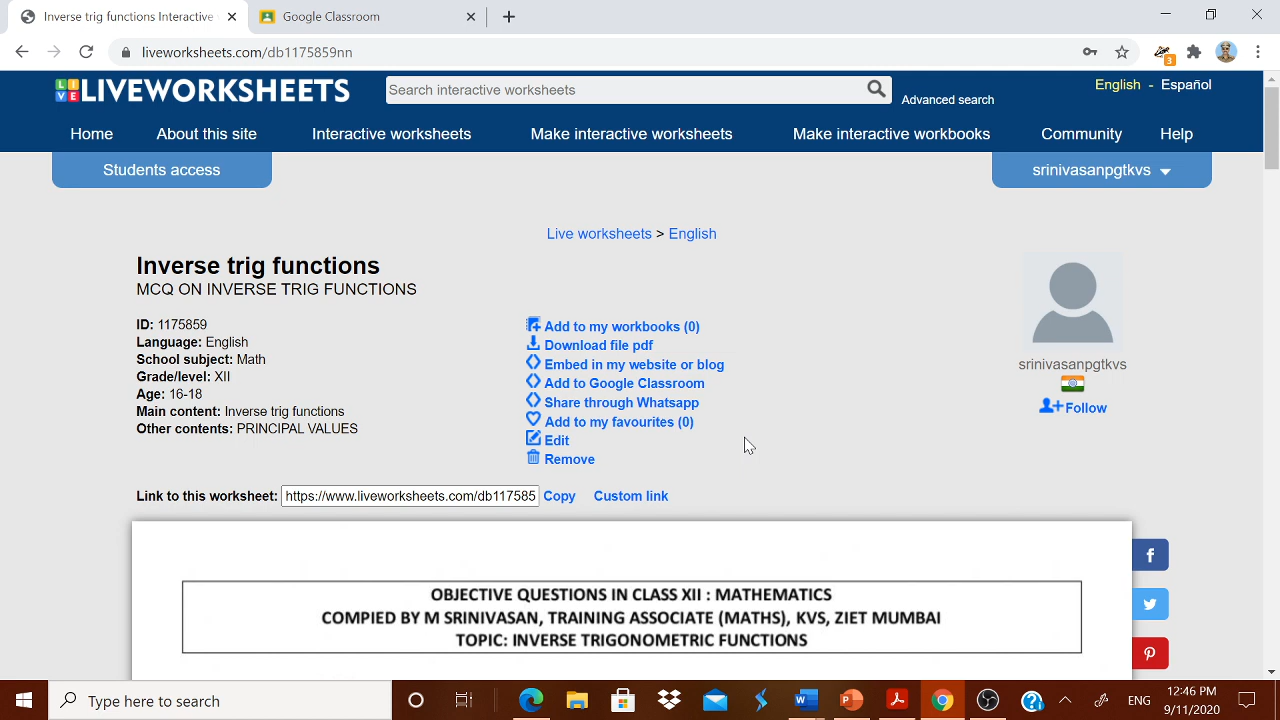 Inverse trig functions Interactive
Google Classroom
liveworksheets.com/db1175859nn
3
LIVE LIVEWORKSHEETS
Search interactive worksheets
Advanced search
English - Español
Home About this site Interactive worksheets Make interactive worksheets Make interactive workbooks Community Help
Students access
srinivasanpgtkvs
Live worksheets > English
Inverse trig functions
MCQ ON INVERSE TRIG FUNCTIONS
ID: 1175859
Language: English
School subject: Math
Grade/level: XII
Age: 16-18
Main content: Inverse trig functions
Other contents: PRINCIPAL VALUES
Add to my workbooks (0)
Download file pdf
Embed in my website or blog
Add to Google Classroom
Share through Whatsapp
Add to my favourites (0)
Edit
Remove
srinivasanpgtkvs
Follow
Link to this worksheet: https://www.liveworksheets.com/db117585 Copy Custom link
OBJECTIVE QUESTIONS IN CLASS XII : MATHEMATICS
COMPIED BY M SRINIVASAN, TRAINING ASSOCIATE (MATHS), KVS, ZIET MUMBAI
TOPIC: INVERSE TRIGONOMETRIC FUNCTIONS
Type here to search
ENG
12:46 PM
9/11/2020